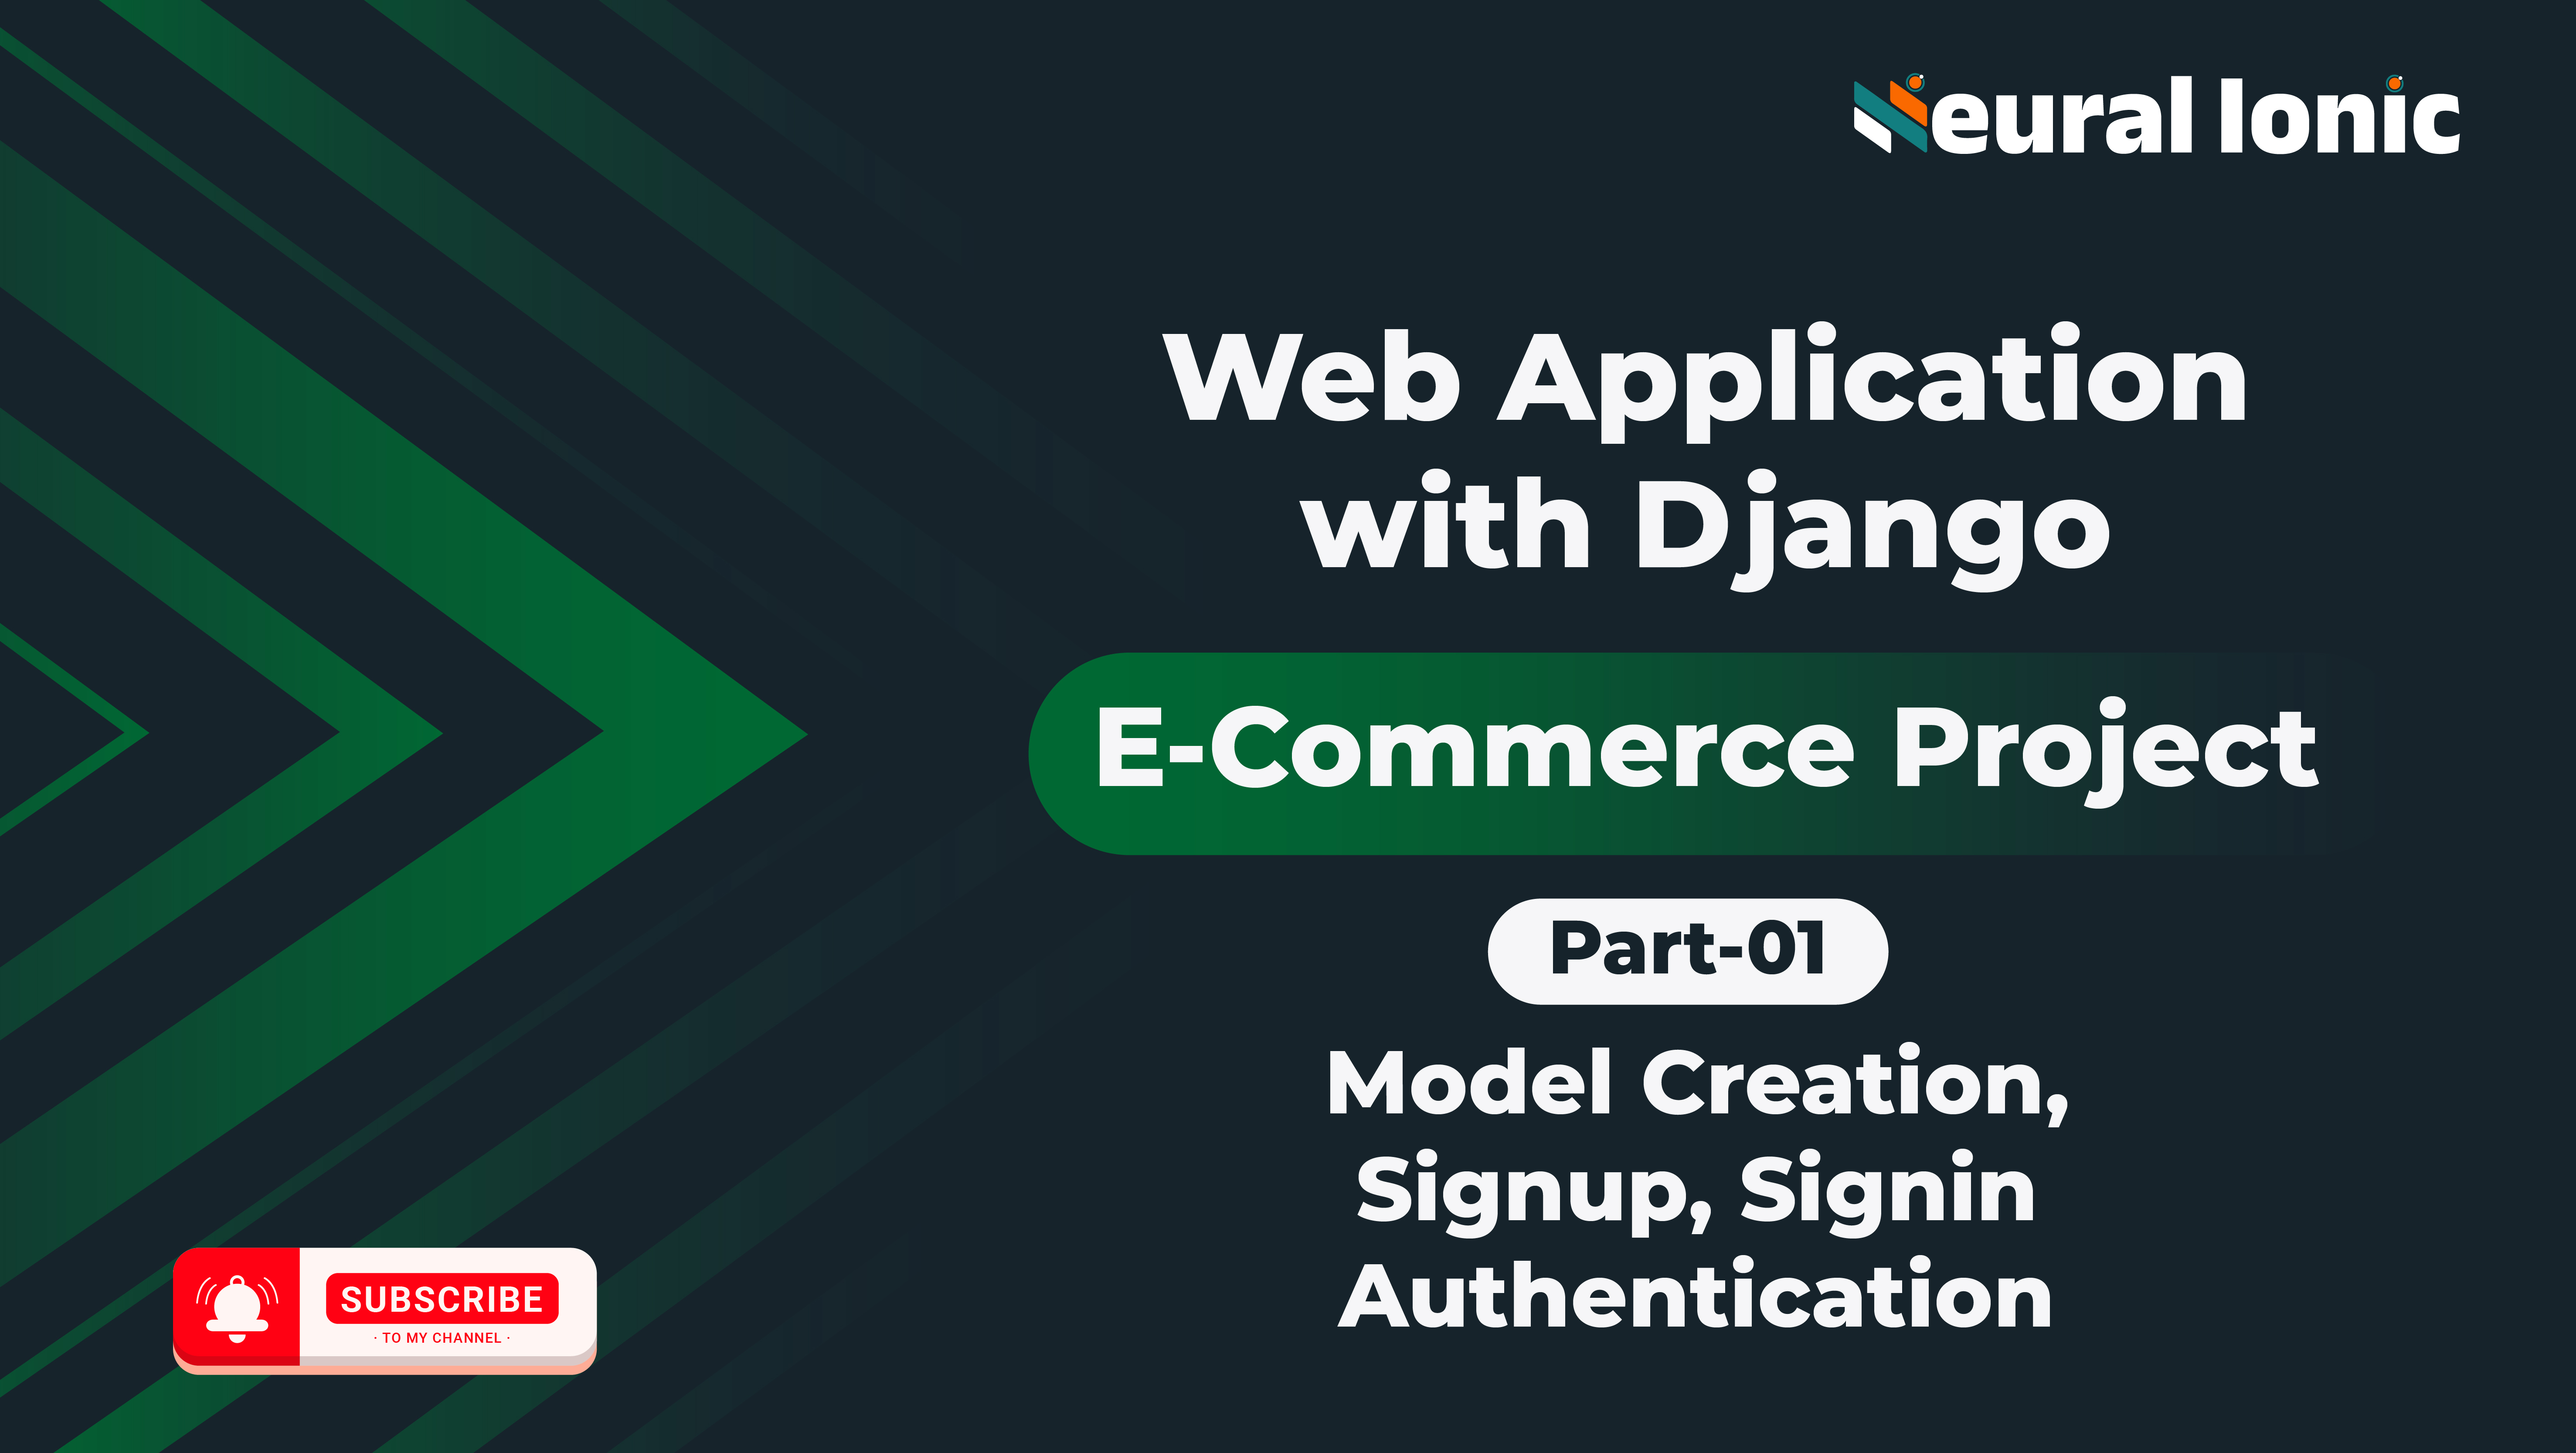 Neural Ionic
Web Application
with Django
E-Commerce Project
Part-01
Model Creation,
Signup, Signin
Authentication
SUBSCRIBE
· TO MY CHANNEL ·